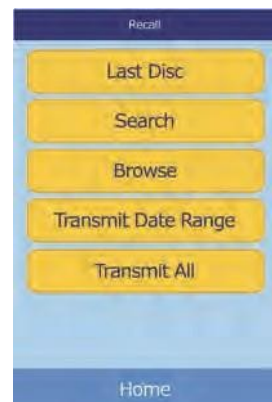 Recall
Last Disc
Search
Browse
Transmit Date Range
Transmit All
Home